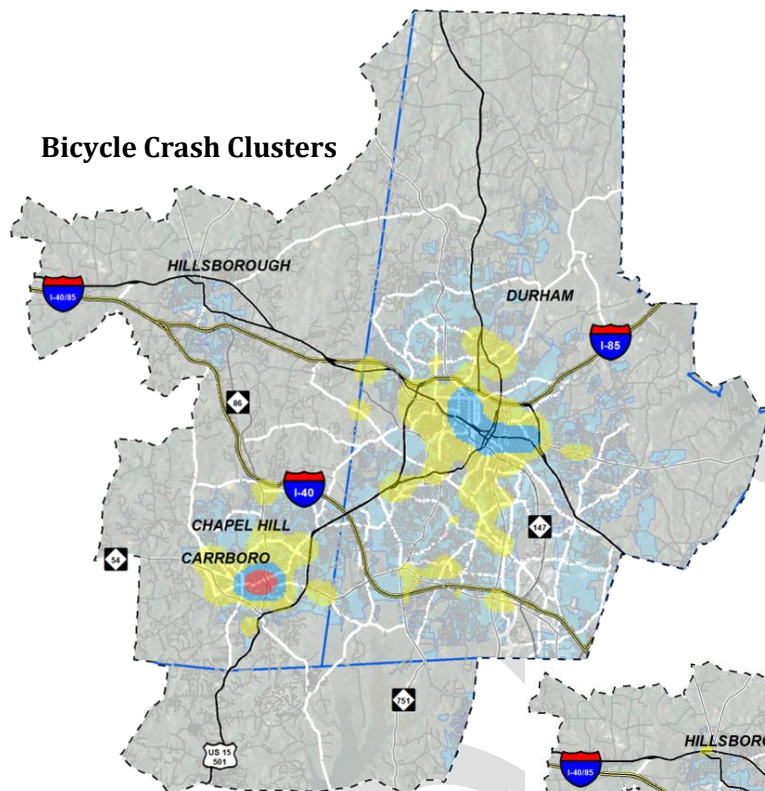 Bicycle Crash Clusters
HILLSBOROUGH
I-40/85
DURHAM
I-85
86
I-40
CHAPEL HILL
147
54
CARRBORO
751
US 15
501
HILLSBORO
I-40/85